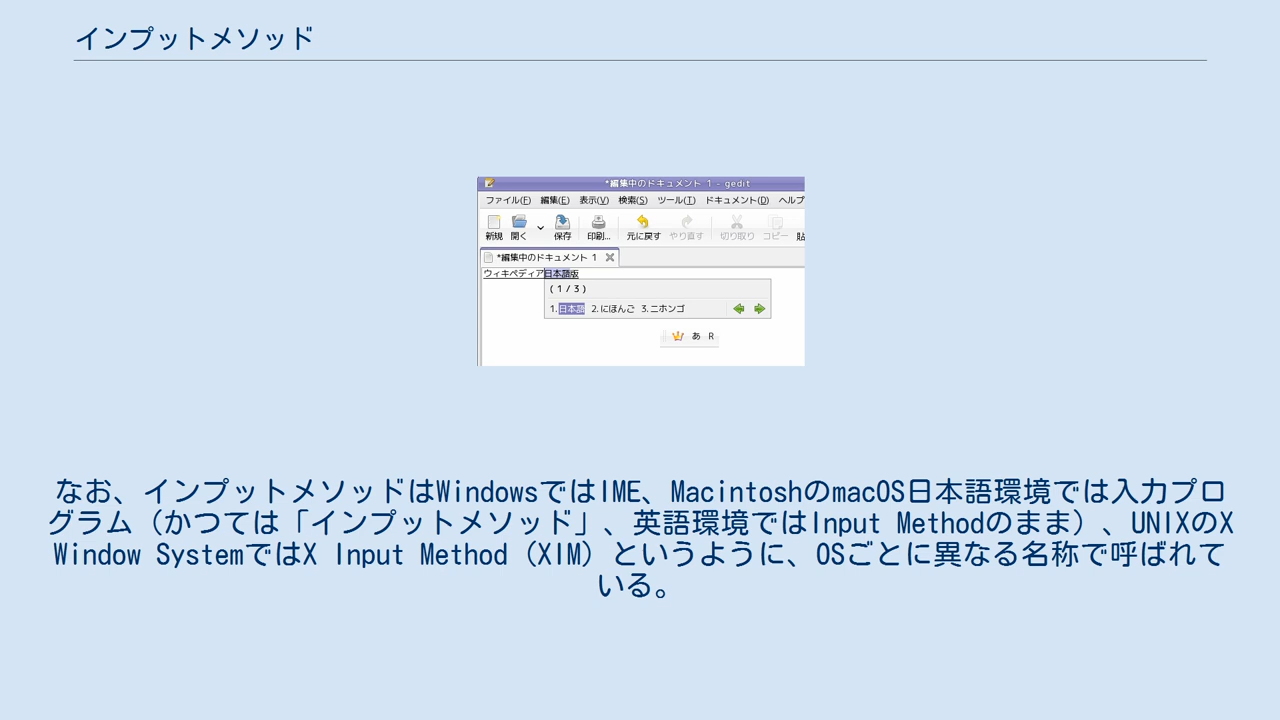 インプットメソッド
*編集中のドキュメント 1 - gedit
ファイル(F) 編集(E) 表示(V) 検索(S) ツール(T) ドキュメント(D) ヘルプ
新規 開く 保存 印刷... 元に戻す やり直す 切り取り コピー 貼
*編集中のドキュメント 1
ウィキペディア日本語版
( 1 / 3 )
1.日本語 2.にほんご 3.ニホンゴ
あ R
なお、インプットメソッドはWindowsではIME、MacintoshのmacOS日本語環境では入力プロ
グラム（かつては「インプットメソッド」、英語環境ではInput Methodのまま）、UNIXのX
Window SystemではX Input Method（XIM）というように、OSごとに異なる名称で呼ばれて
いる。